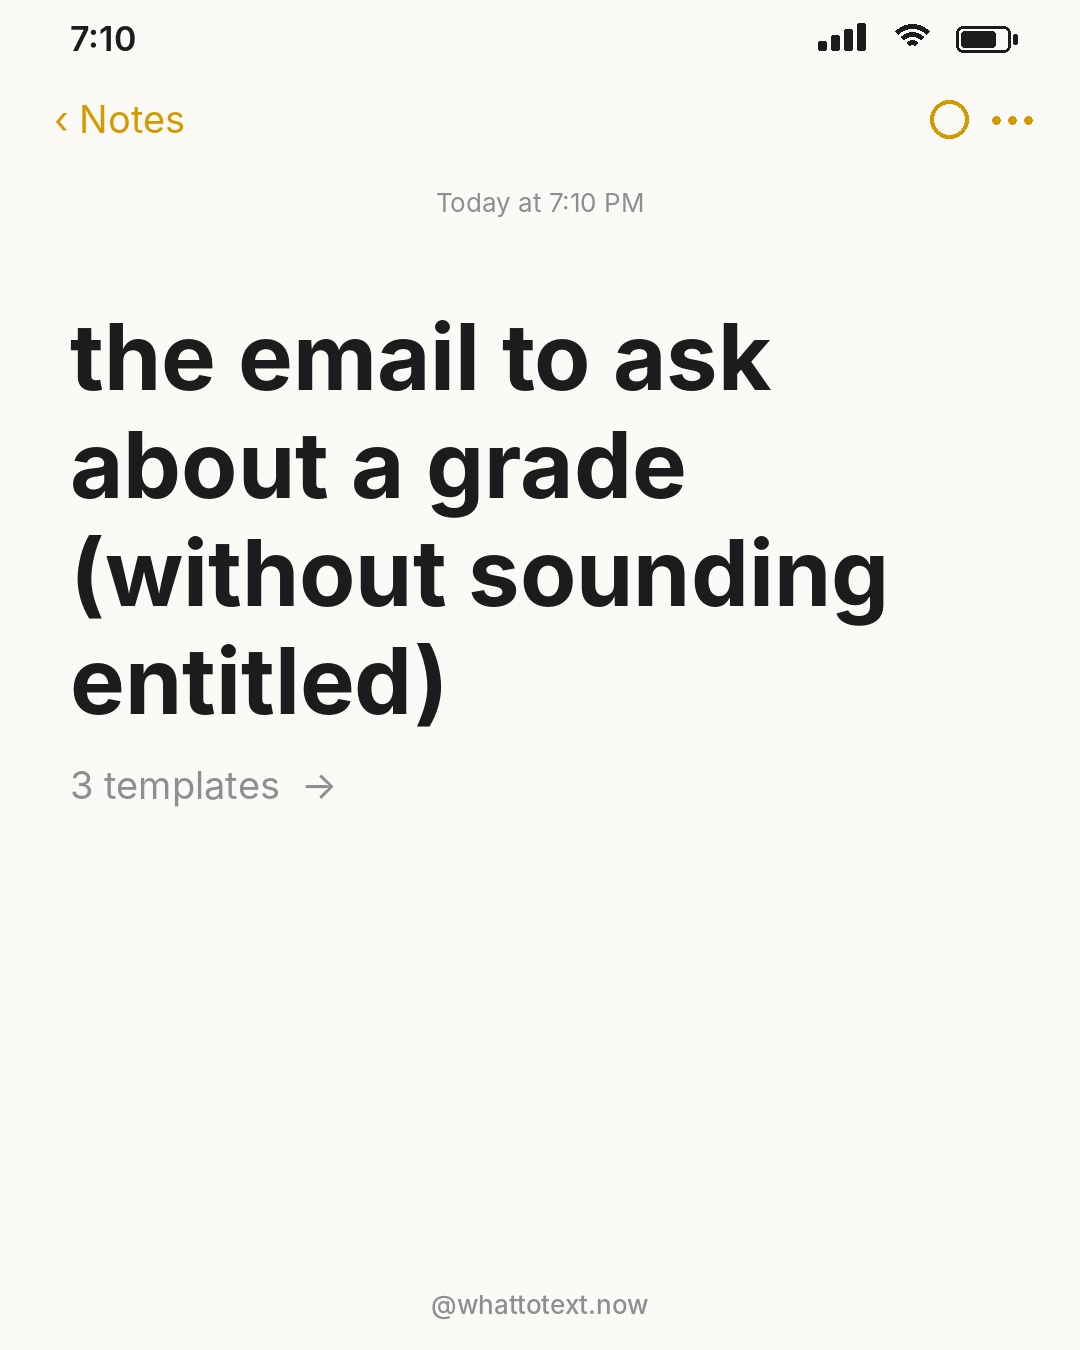 7:10
‹ Notes
Today at 7:10 PM
the email to ask
about a grade
(without sounding
entitled)
3 templates →
@whattotext.now